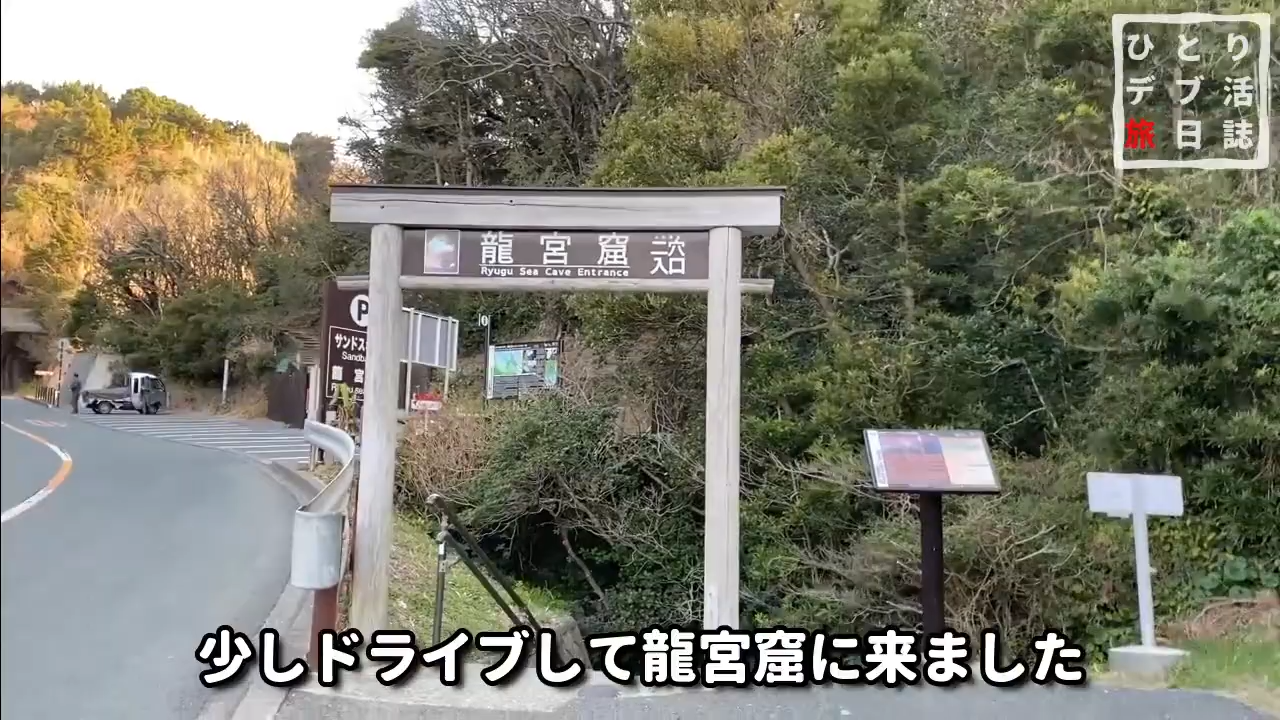 ひとり
デブ活
旅日誌
龍宮窟
入口
Ryugu Sea Cave Entrance
P
サンドス
Sandb
龍宮
少しドライブして龍宮窟に来ました